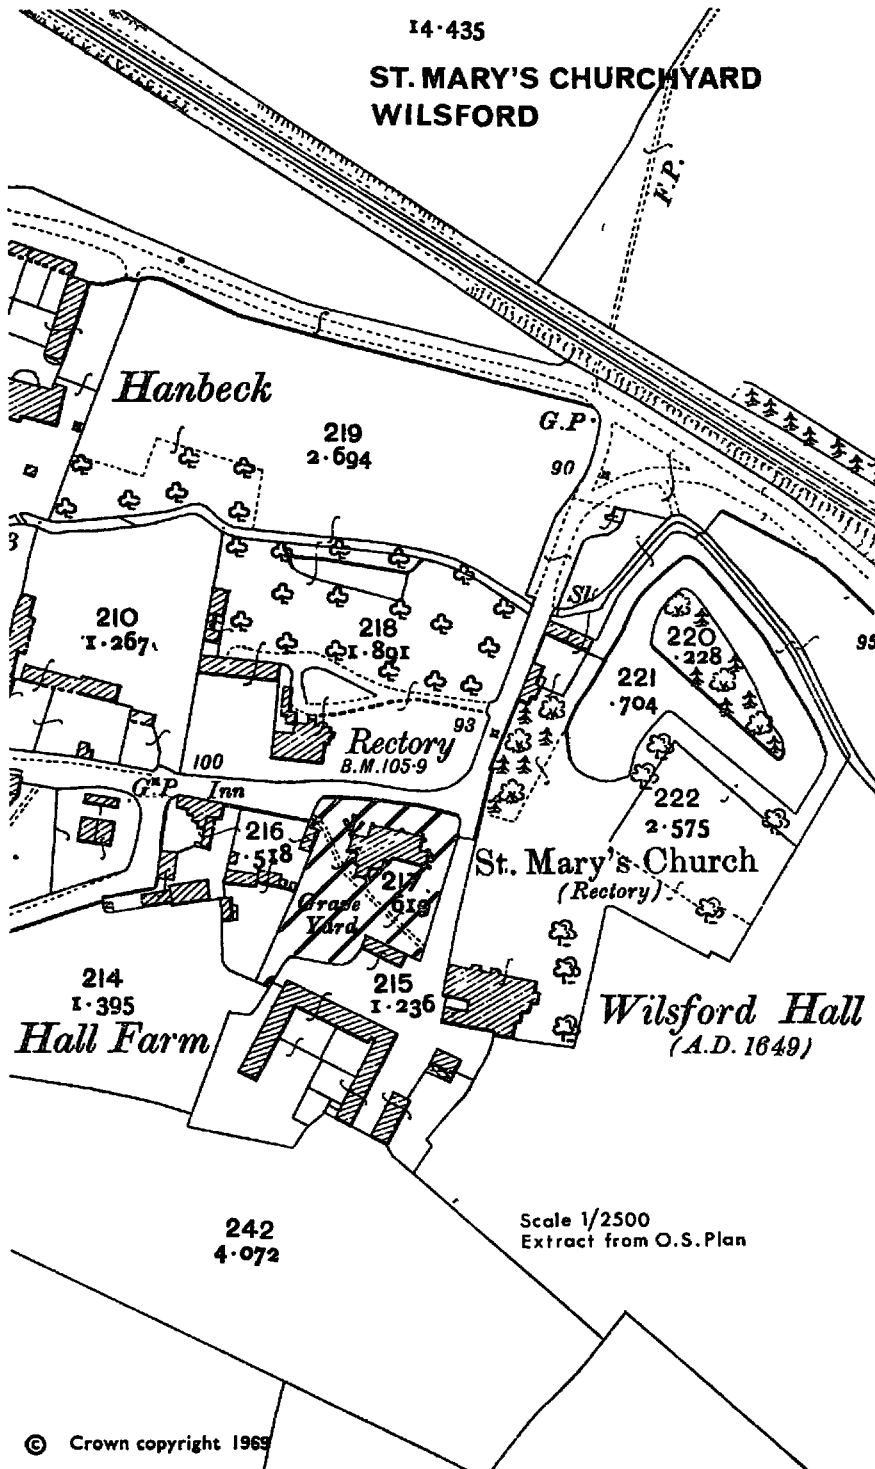 14·435
ST. MARY'S CHURCHYARD
WILSFORD
F.P.
Hanbeck
219
2·694
G.P.
90
Sl.
210
1·267
218
1·891
220
·228
221
·704
95
Rectory
B.M.105·9
93
100
G.P.
Inn
222
2·575
216
·518
St. Mary's Church
(Rectory)
217
Grave
Yard
214
1·395
215
1·236
Hall Farm
Wilsford Hall
(A.D. 1649)
242
4·072
Scale 1/2500
Extract from O.S. Plan
© Crown copyright 1969